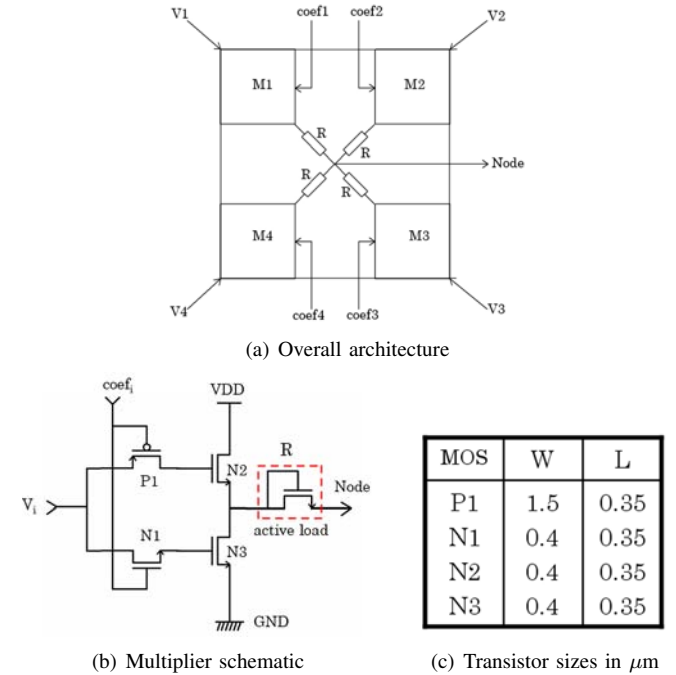 V1 coef1 coef2 V2
M1 M2
R R
Node
R R
M4 M3
V4 coef4 coef3 V3
(a) Overall architecture
coefᵢ VDD
R
P1 N2 Node
Vᵢ
N1 active load
N3
GND
(b) Multiplier schematic
MOS W L
P1 1.5 0.35
N1 0.4 0.35
N2 0.4 0.35
N3 0.4 0.35
(c) Transistor sizes in μm